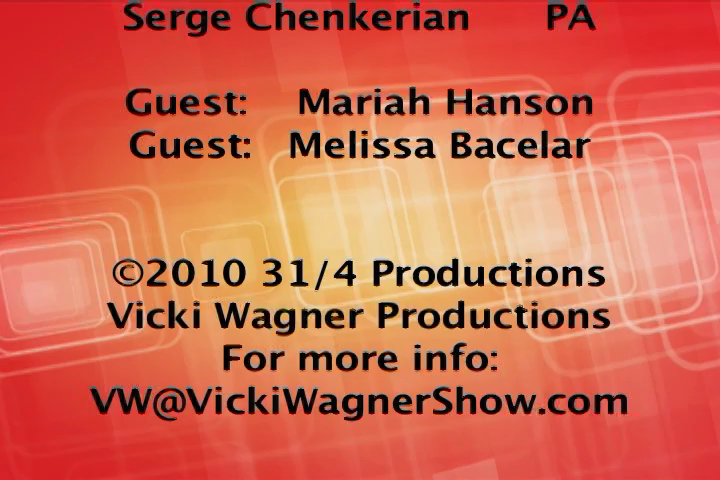 Serge Chenkerian PA
Guest: Mariah Hanson
Guest: Melissa Bacelar
©2010 31/4 Productions
Vicki Wagner Productions
For more info:
VW@VickiWagnerShow.com